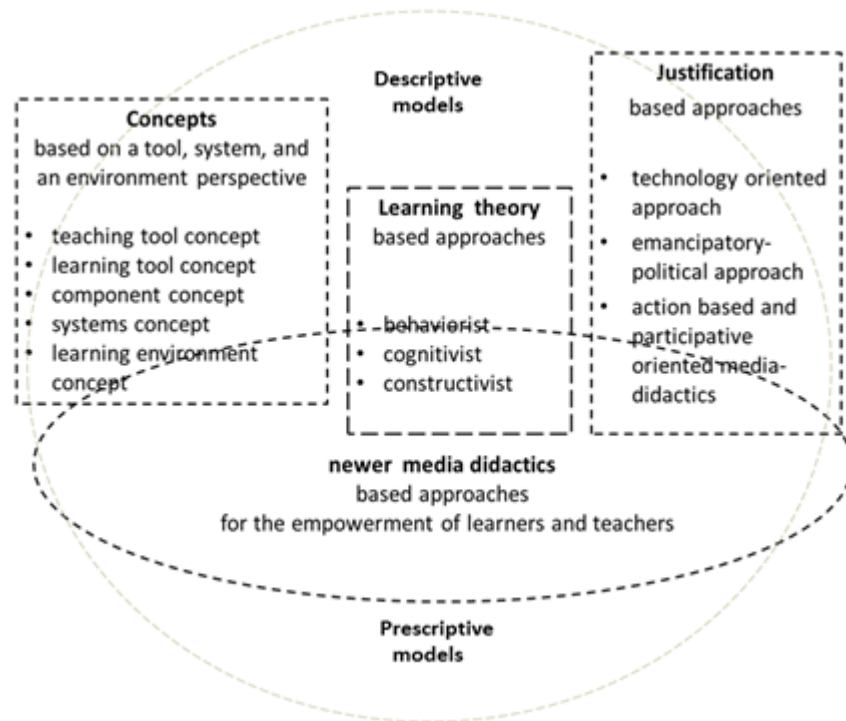 Descriptive
models
Concepts
based on a tool, system, and
an environment perspective
• teaching tool concept
• learning tool concept
• component concept
• systems concept
• learning environment
concept
Learning theory
based approaches
• behaviorist
• cognitivist
• constructivist
Justification
based approaches
• technology oriented
approach
• emancipatory-
political approach
• action based and
participative
oriented media-
didactics
newer media didactics
based approaches
for the empowerment of learners and teachers
Prescriptive
models